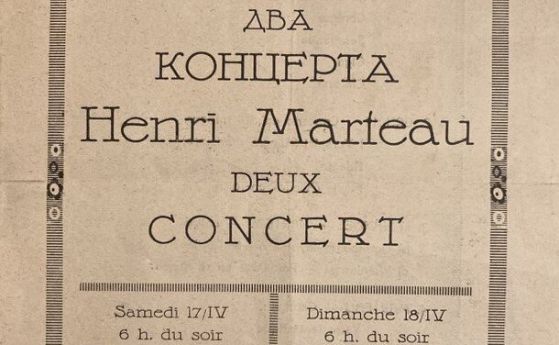 ДВА
КОНЦЕРТА
Henri Marteau
DEUX
CONCERT
Samedi 17/IV
6 h. du soir
Dimanche 18/IV
6 h. du soir